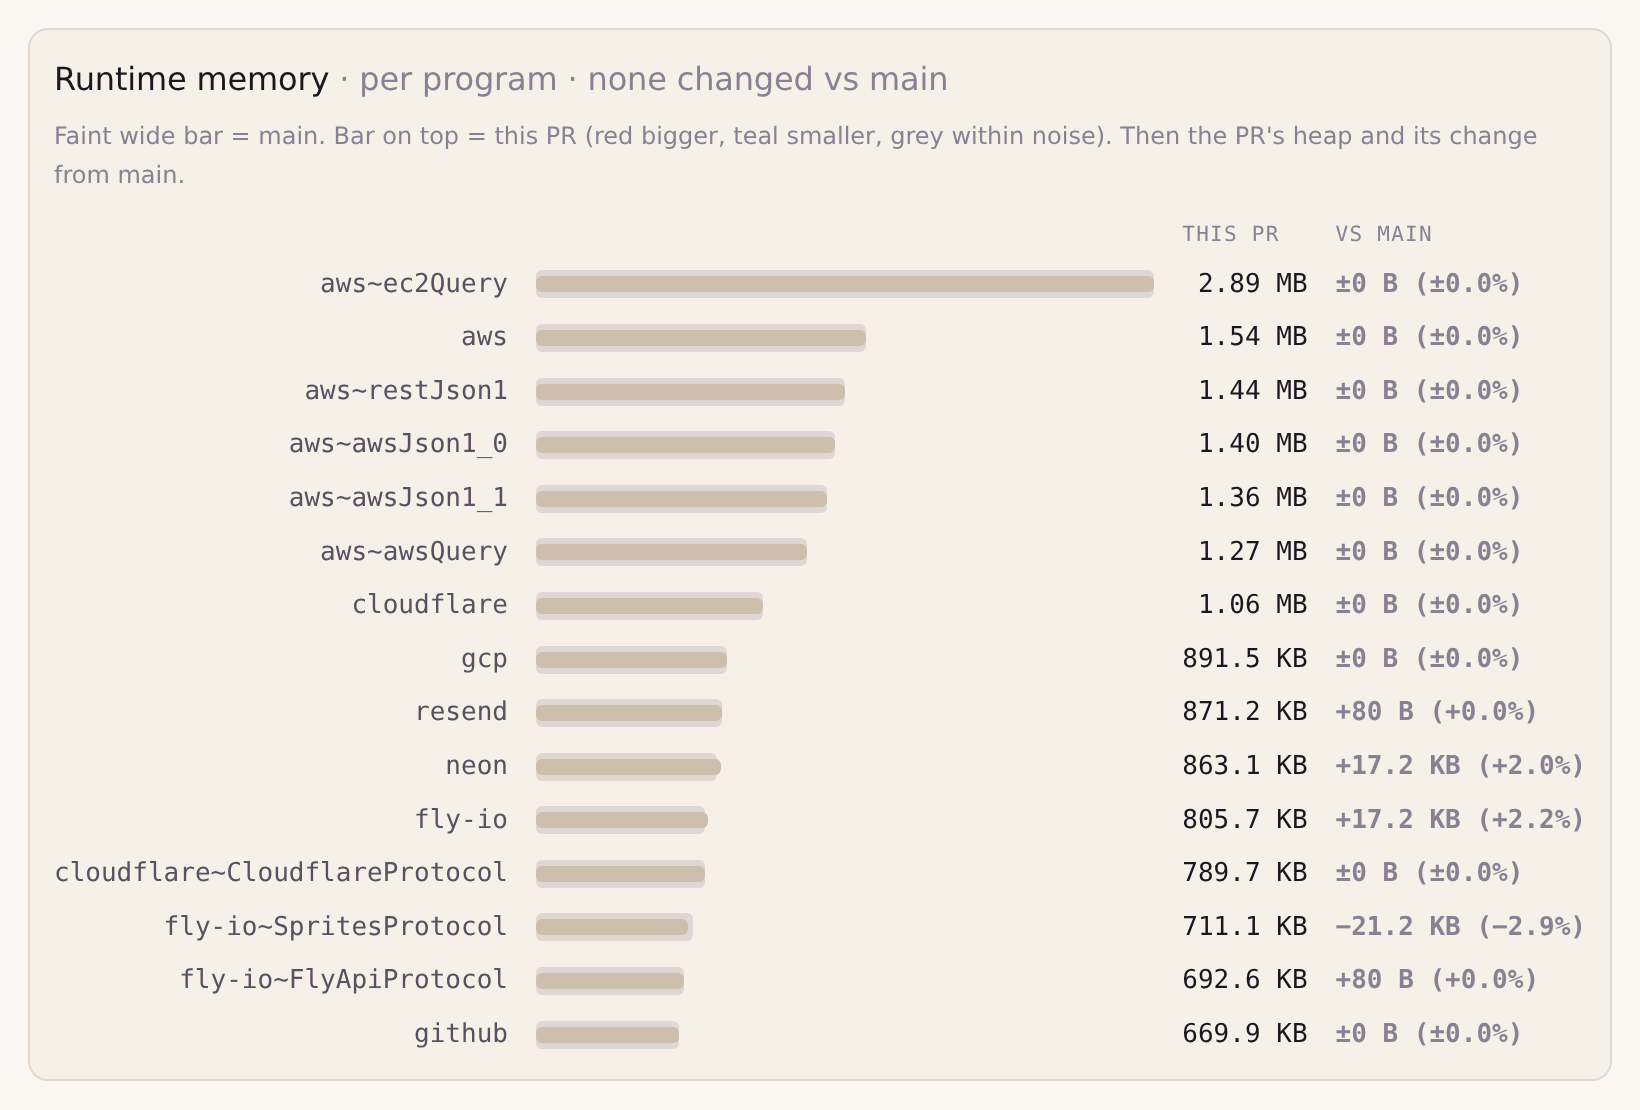 Runtime memory · per program · none changed vs main
Faint wide bar = main. Bar on top = this PR (red bigger, teal smaller, grey within noise). Then the PR's heap and its change
from main.
THIS PR VS MAIN
aws~ec2Query 2.89 MB ±0 B (±0.0%)
aws 1.54 MB ±0 B (±0.0%)
aws~restJson1 1.44 MB ±0 B (±0.0%)
aws~awsJson1_0 1.40 MB ±0 B (±0.0%)
aws~awsJson1_1 1.36 MB ±0 B (±0.0%)
aws~awsQuery 1.27 MB ±0 B (±0.0%)
cloudflare 1.06 MB ±0 B (±0.0%)
gcp 891.5 KB ±0 B (±0.0%)
resend 871.2 KB +80 B (+0.0%)
neon 863.1 KB +17.2 KB (+2.0%)
fly-io 805.7 KB +17.2 KB (+2.2%)
cloudflare~CloudflareProtocol 789.7 KB ±0 B (±0.0%)
fly-io~SpritesProtocol 711.1 KB −21.2 KB (−2.9%)
fly-io~FlyApiProtocol 692.6 KB +80 B (+0.0%)
github 669.9 KB ±0 B (±0.0%)